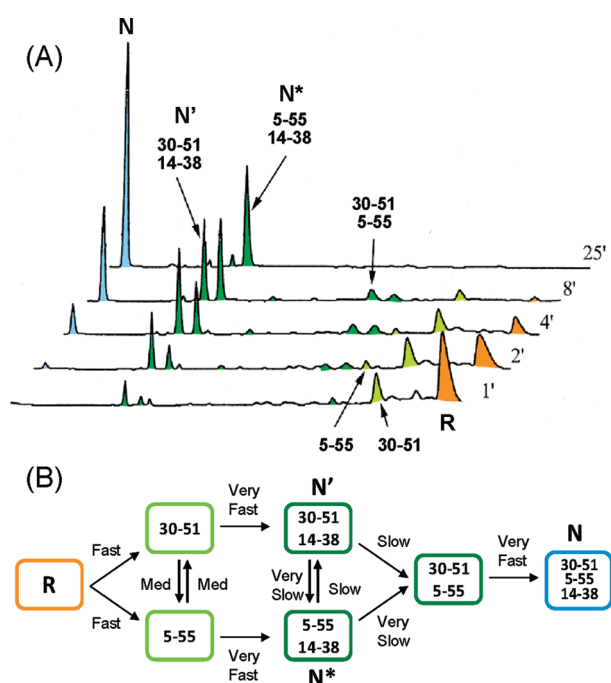 (A)
N
N'
30-51
14-38
N*
5-55
14-38
30-51
5-55
25'
8'
4'
2'
1'
5-55
30-51
R
(B)
R
Fast
Fast
30-51
Med
Med
5-55
Very
Fast
Very
Fast
N'
30-51
14-38
Very
Slow
Slow
5-55
14-38
N*
Slow
Very
Slow
30-51
5-55
Very
Fast
N
30-51
5-55
14-38